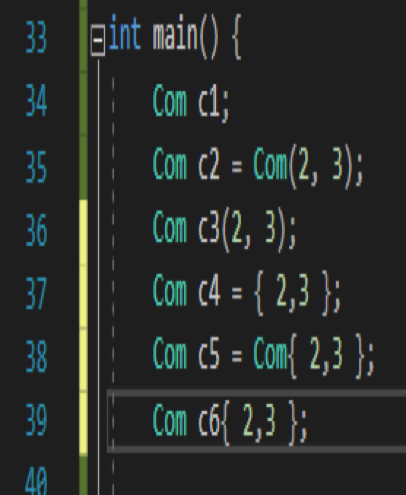 33 int main() {
34 Com c1;
35 Com c2 = Com(2, 3);
36 Com c3(2, 3);
37 Com c4 = { 2,3 };
38 Com c5 = Com{ 2,3 };
39 Com c6{ 2,3 };
40